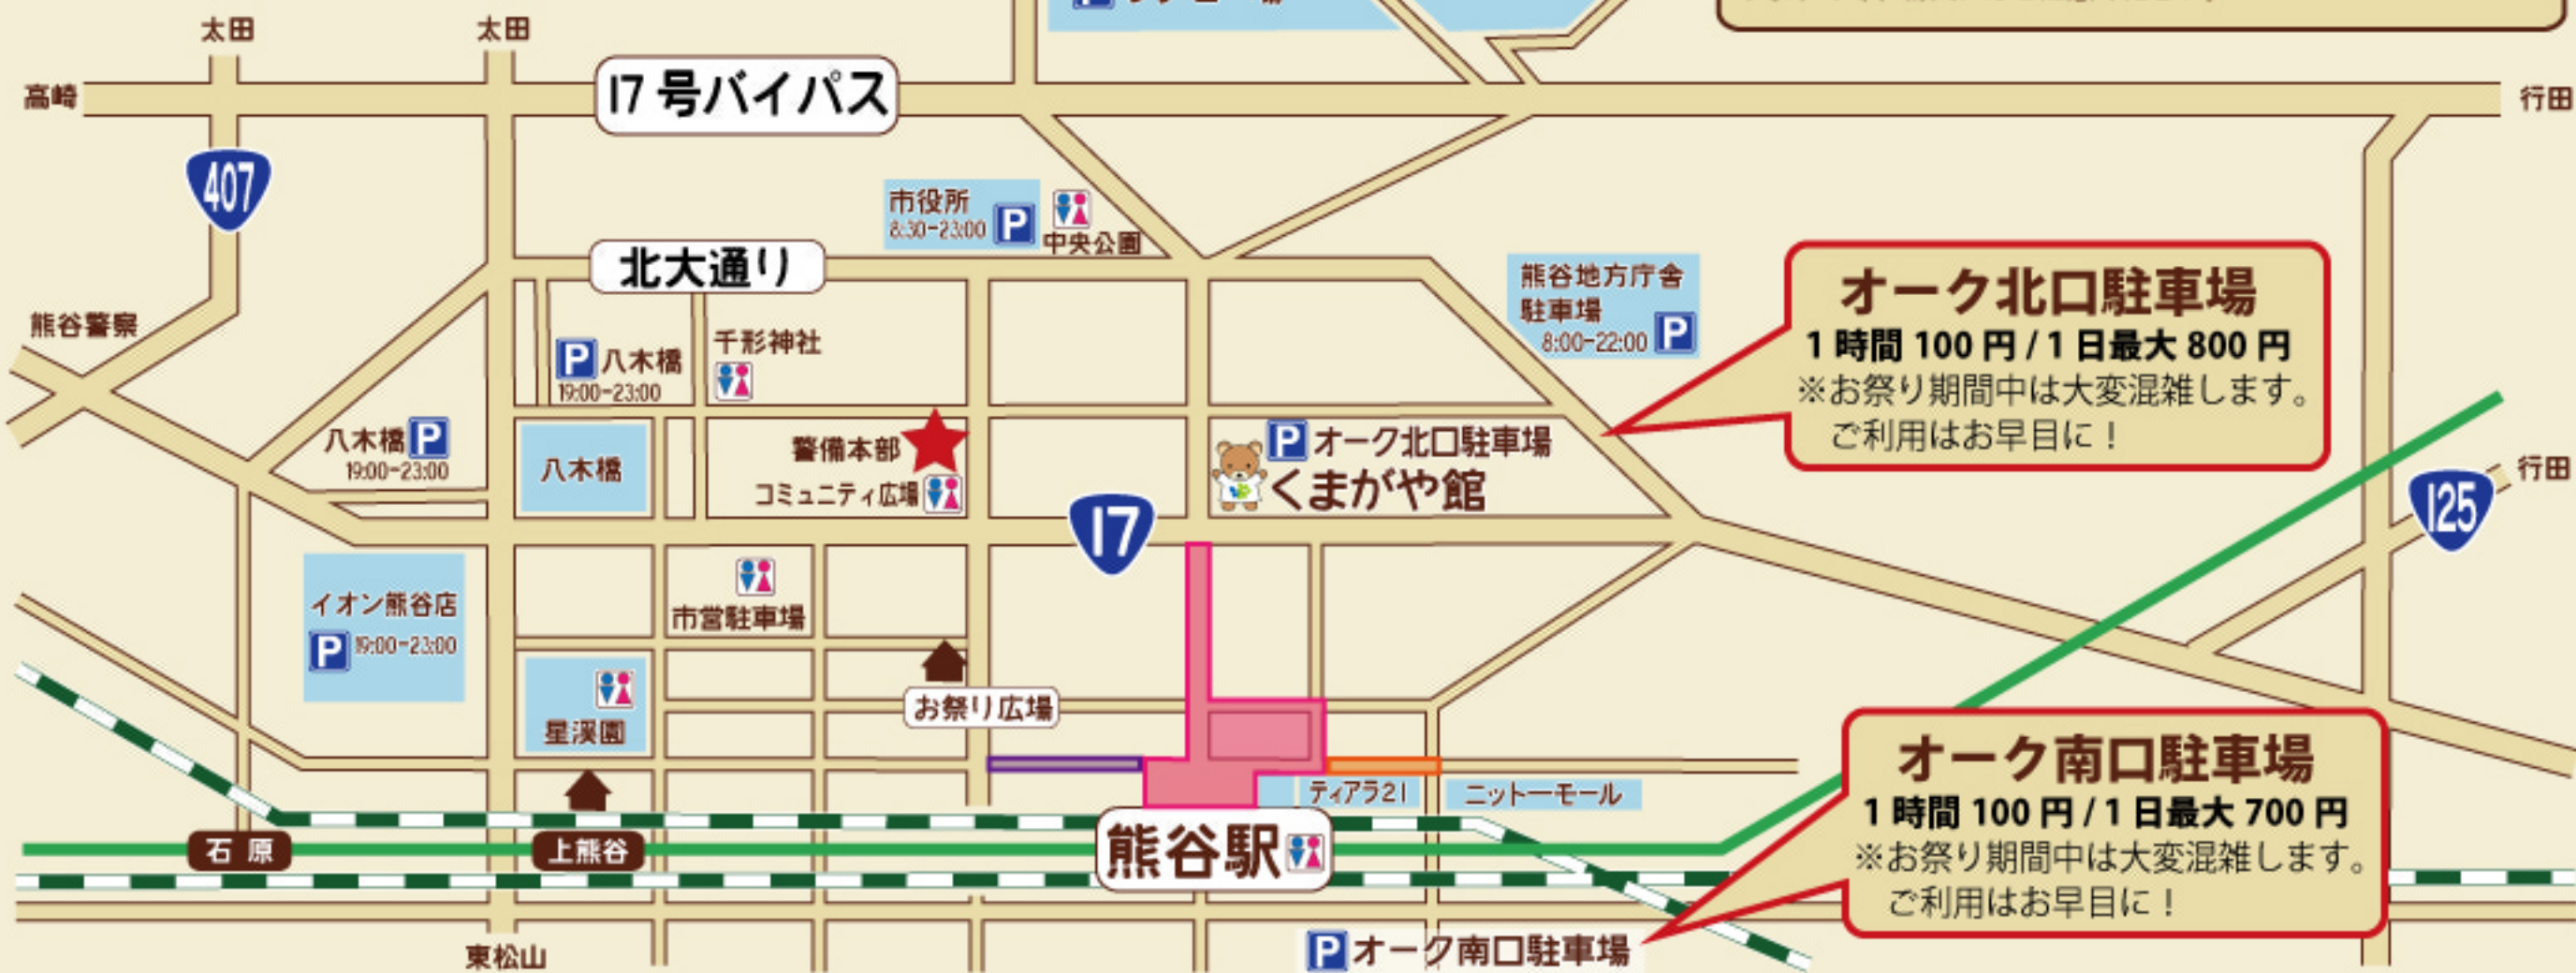 太田
太田
高崎
17号バイパス
行田
407
市役所
8:30-23:00
P
中央公園
北大通り
熊谷地方庁舎
駐車場
8:00-22:00
P
オーク北口駐車場
1時間100円/1日最大800円
※お祭り期間中は大変混雑します。
ご利用はお早目に!
熊谷警察
P
八木橋
19:00-23:00
千形神社
八木橋
P
19:00-23:00
八木橋
警備本部
コミュニティ広場
P
オーク北口駐車場
くまがや館
17
125
行田
イオン熊谷店
P
19:00-23:00
市営駐車場
星溪園
お祭り広場
ティアラ21
ニットーモール
オーク南口駐車場
1時間100円/1日最大700円
※お祭り期間中は大変混雑します。
ご利用はお早目に!
石原
上熊谷
熊谷駅
東松山
P
オーク南口駐車場